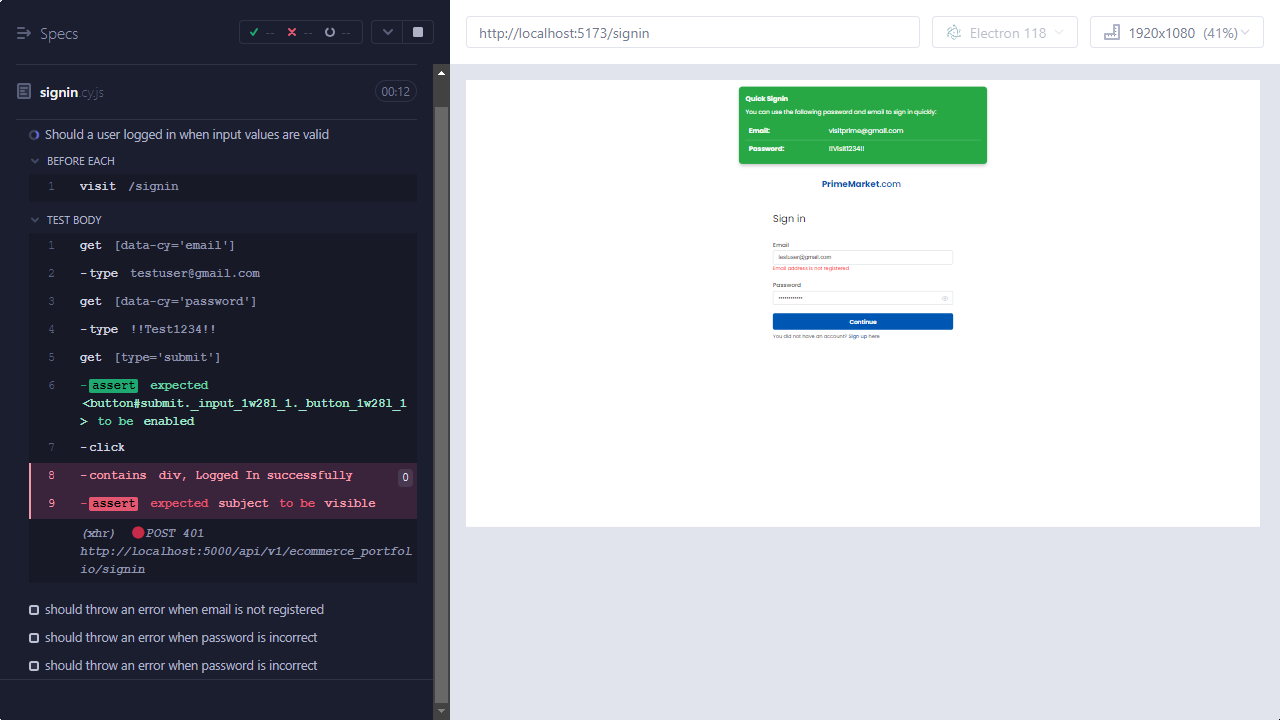 Specs
-- -- --
signin.cy.js
00:12
Should a user logged in when input values are valid
BEFORE EACH
1 visit /signin
TEST BODY
1 get [data-cy='email']
2 -type testuser@gmail.com
3 get [data-cy='password']
4 -type !!Test1234!!
5 get [type='submit']
6 -assert expected
<button#submit._input_1w28l_1._button_1w28l_1
> to be enabled
7 -click
8 -contains div, Logged In successfully 0
9 -assert expected subject to be visible
(xhr) POST 401
http://localhost:5000/api/v1/ecommerce_portfol
io/signin
should throw an error when email is not registered
should throw an error when password is incorrect
should throw an error when password is incorrect
http://localhost:5173/signin
Electron 118
1920x1080 (41%)
Quick Signin
You can use the following password and email to sign in quickly:
Email: visitprime@gmail.com
Password: !!Visit1234!!
PrimeMarket.com
Sign in
Email
testuser@gmail.com
Email address is not registered
Password
••••••••••••
Continue
You did not have an account? Sign up here